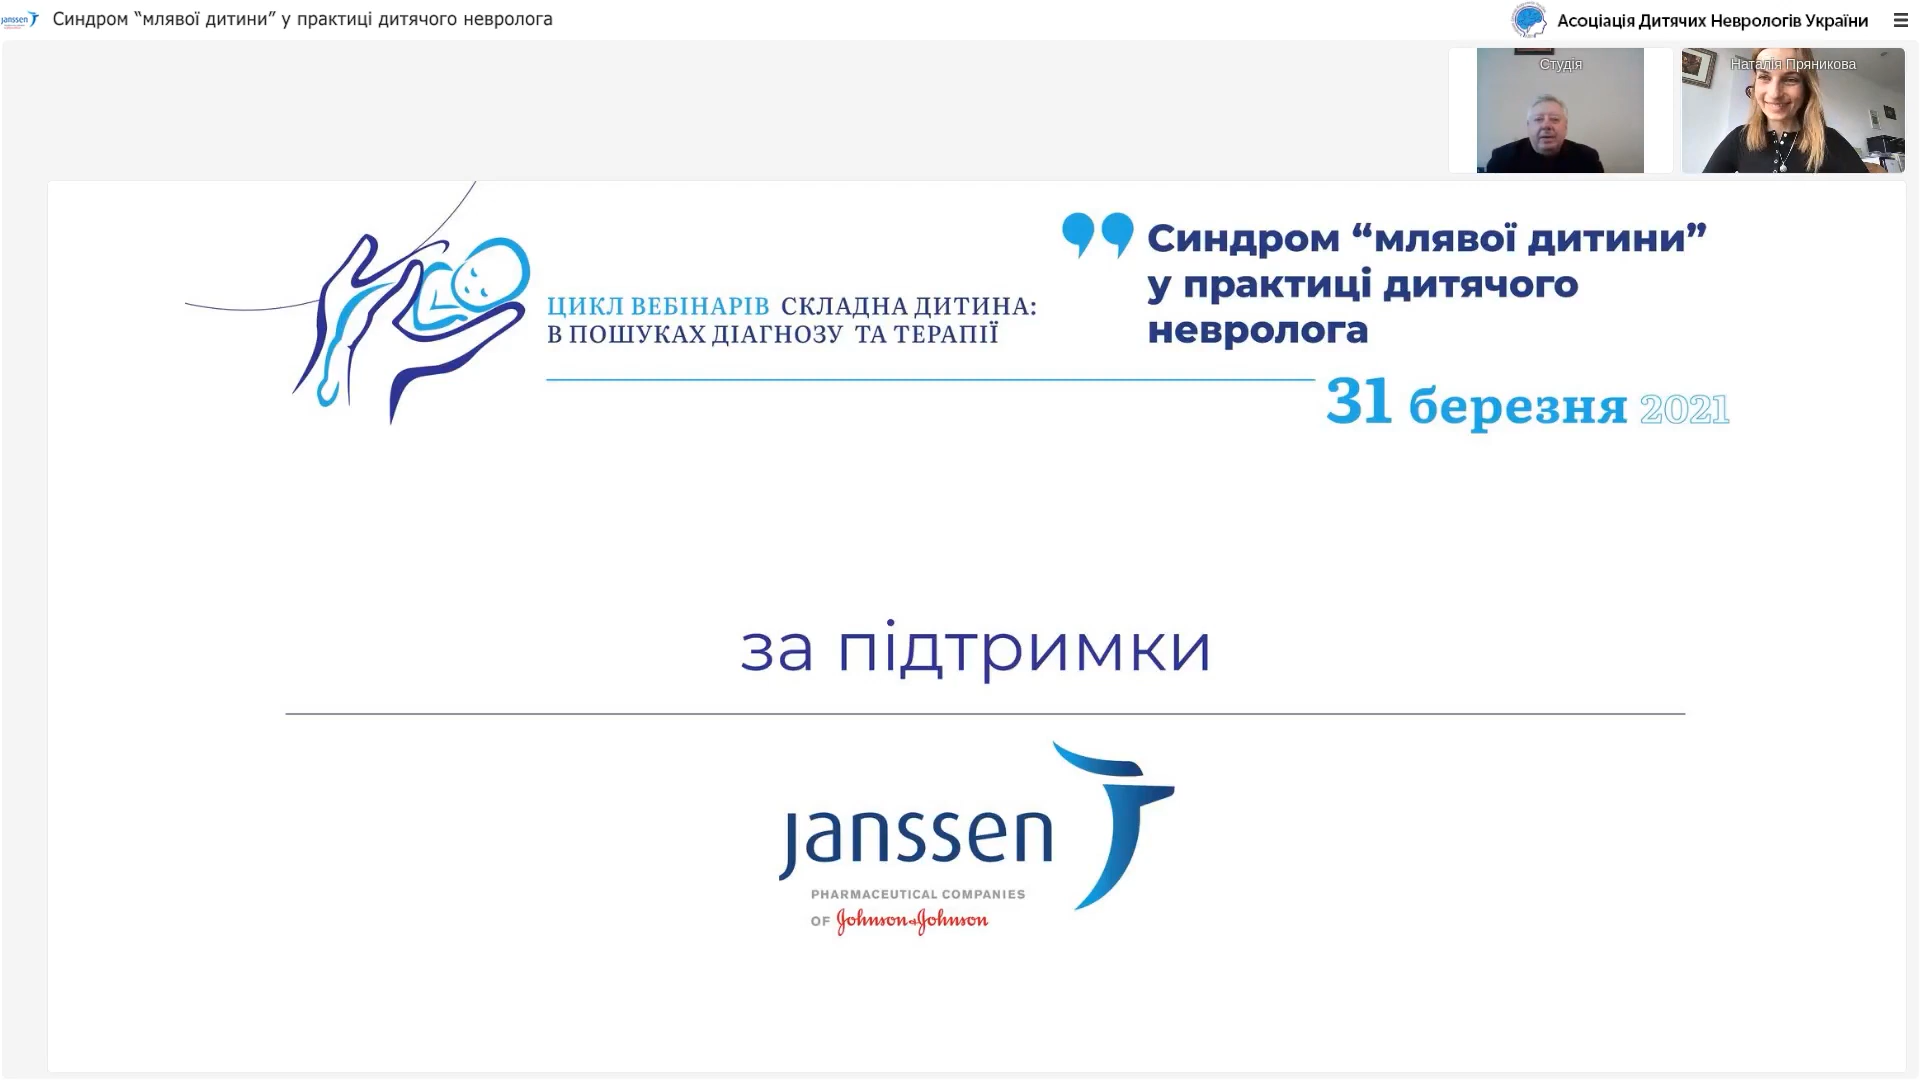 janssen
Синдром “млявої дитини” у практиці дитячого невролога
Асоціація Дитячих Неврологів України
Студія
Наталія Пряникова
ЦИКЛ ВЕБІНАРІВ СКЛАДНА ДИТИНА:
В ПОШУКАХ ДІАГНОЗУ ТА ТЕРАПІЇ
Синдром “млявої дитини”
у практиці дитячого
невролога
31 березня 2021
за підтримки
janssen
PHARMACEUTICAL COMPANIES
OF Johnson & Johnson